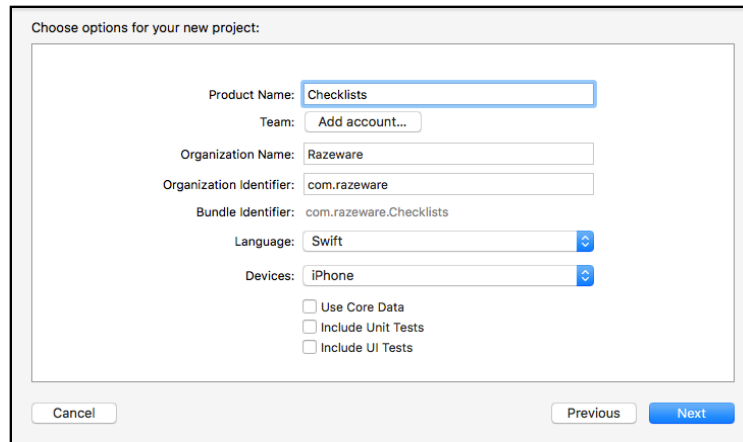 Choose options for your new project:
Product Name: Checklists
Team: Add account...
Organization Name: Razeware
Organization Identifier: com.razeware
Bundle Identifier: com.razeware.Checklists
Language: Swift
Devices: iPhone
Use Core Data
Include Unit Tests
Include UI Tests
Cancel Previous Next